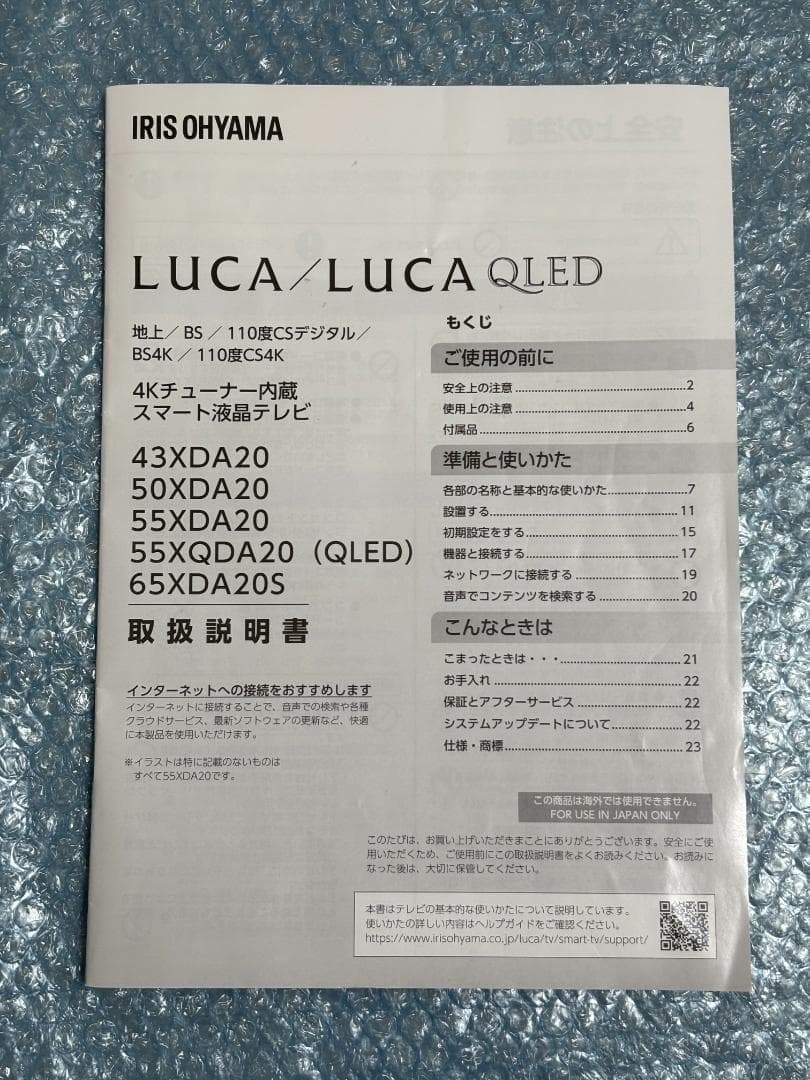 IRIS OHYAMA
LUCA／LUCA QLED
地上／ BS ／ 110度CSデジタル／
BS4K ／ 110度CS4K
4Kチューナー内蔵
スマート液晶テレビ
43XDA20
50XDA20
55XDA20
55XQDA20（QLED）
65XDA20S
取扱説明書
インターネットへの接続をおすすめします
インターネットに接続することで、音声での検索や各種
クラウドサービス、最新ソフトウェアの更新など、快適
に本製品を使用いただけます。
※イラストは特に記載のないものは
すべて55XDA20です。
もくじ
ご使用の前に
安全上の注意 ........................................ 2
使用上の注意 ........................................ 4
付属品 ........................................ 6
準備と使いかた
各部の名称と基本的な使いかた .................... 7
設置する ........................................ 11
初期設定をする ........................................ 15
機器と接続する ........................................ 17
ネットワークに接続する ........................ 19
音声でコンテンツを検索する .................... 20
こんなときは
こまったときは・・・ ............................ 21
お手入れ ........................................ 22
保証とアフターサービス ........................ 22
システムアップデートについて .................... 22
仕様・商標 ........................................ 23
この商品は海外では使用できません。
FOR USE IN JAPAN ONLY
このたびは、お買い上げいただきまことにありがとうございます。安全にご使
用いただくため、ご使用前にこの取扱説明書をよくお読みください。お読みに
なった後は、大切に保管してください。
本書はテレビの基本的な使いかたについて説明しています。
使いかたの詳しい内容はヘルプガイドをご確認ください。
https://www.irisohyama.co.jp/luca/tv/smart-tv/support/